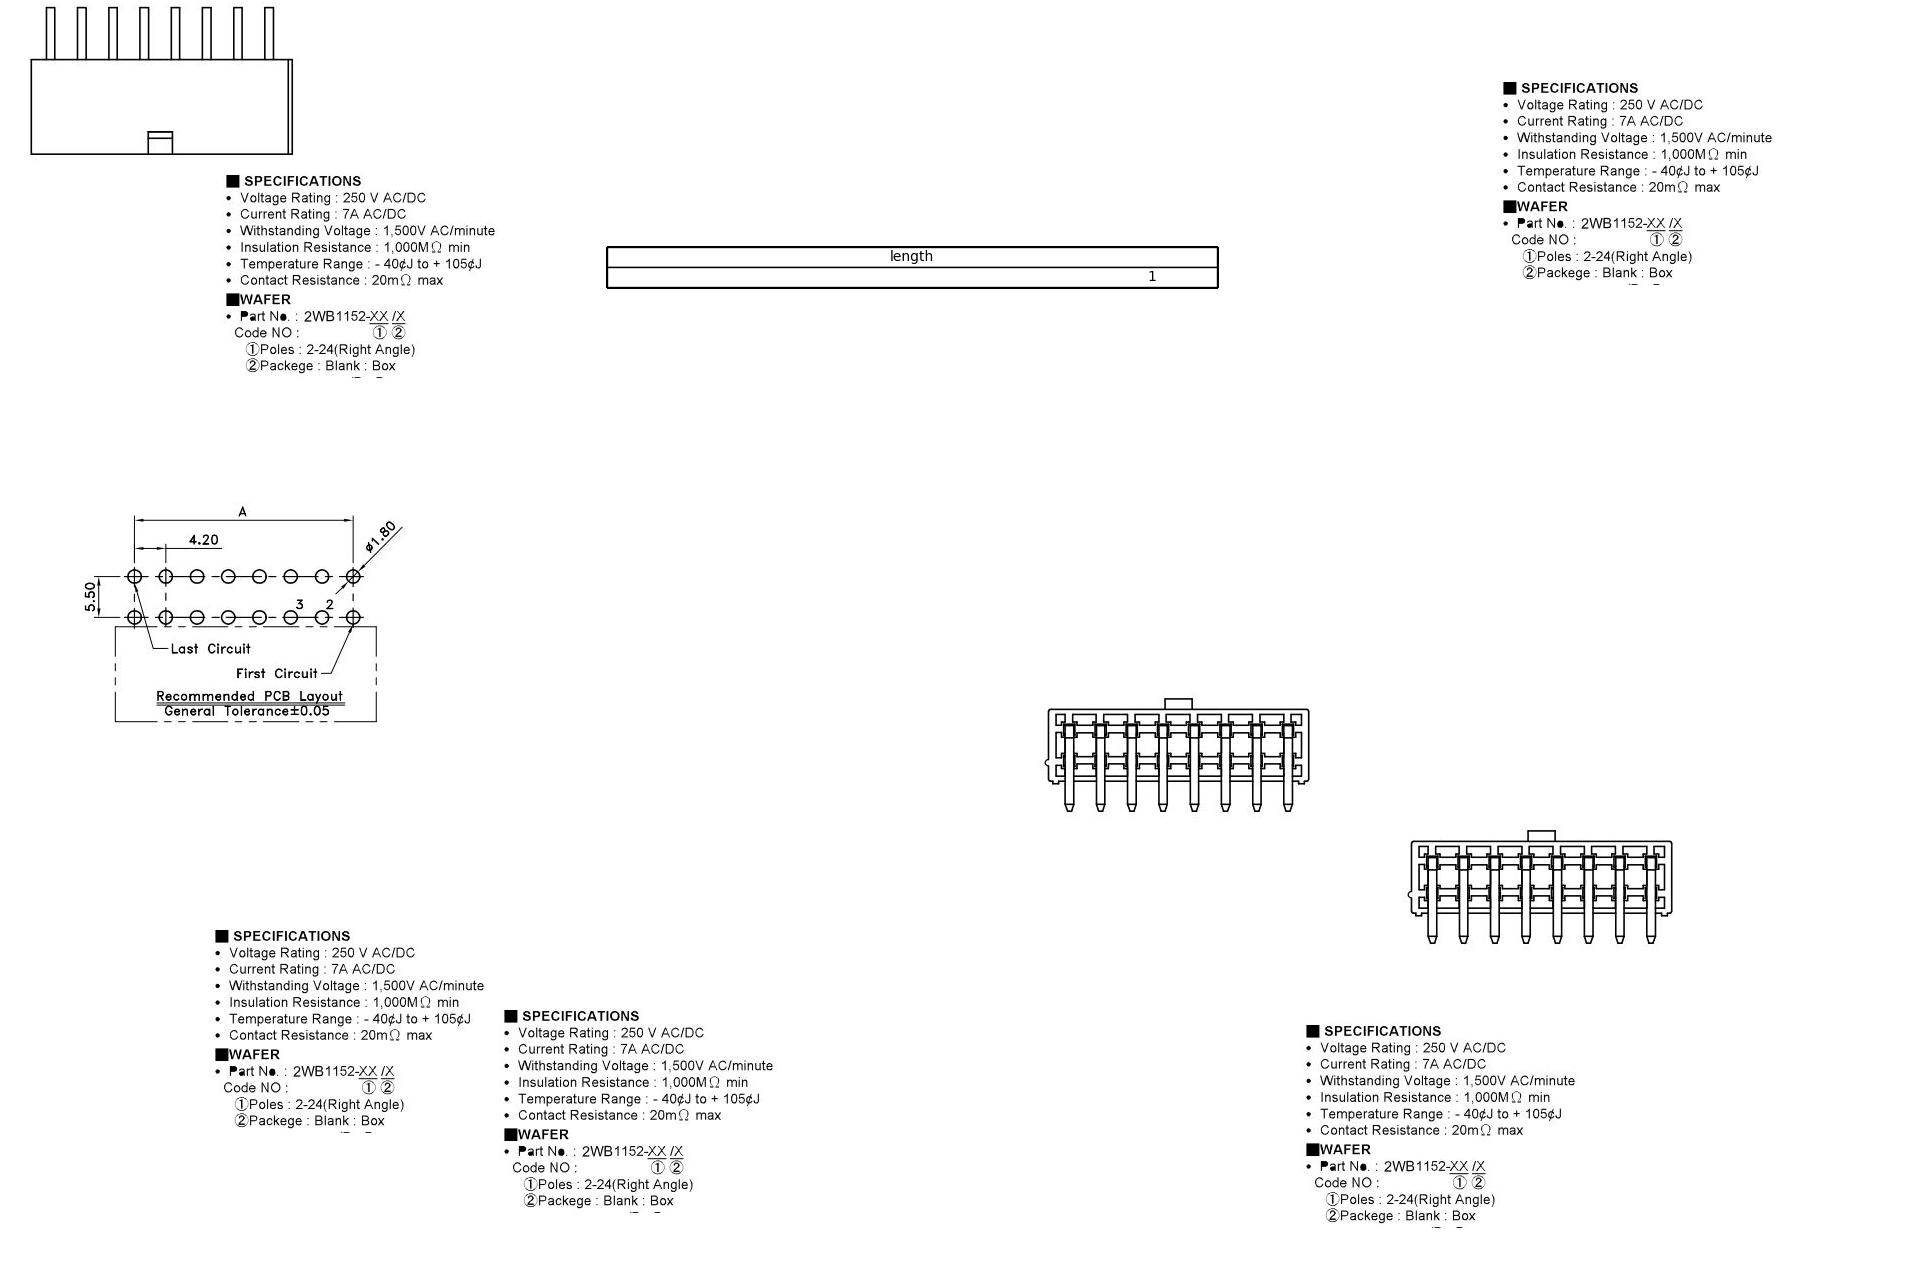 ■ SPECIFICATIONS
• Voltage Rating : 250 V AC/DC
• Current Rating : 7A AC/DC
• Withstanding Voltage : 1,500V AC/minute
• Insulation Resistance : 1,000MΩ min
• Temperature Range : - 40¢J to + 105¢J
• Contact Resistance : 20mΩ max
■WAFER
• Part No. : 2WB1152-XX /X
Code NO : ① ②
①Poles : 2-24(Right Angle)
②Packege : Blank : Box
length
1
■ SPECIFICATIONS
• Voltage Rating : 250 V AC/DC
• Current Rating : 7A AC/DC
• Withstanding Voltage : 1,500V AC/minute
• Insulation Resistance : 1,000MΩ min
• Temperature Range : - 40¢J to + 105¢J
• Contact Resistance : 20mΩ max
■WAFER
• Part No. : 2WB1152-XX /X
Code NO : ① ②
①Poles : 2-24(Right Angle)
②Packege : Blank : Box
A
4.20
ø1.80
5.50
3 2
Last Circuit
First Circuit
Recommended PCB Layout
General Tolerance±0.05
■ SPECIFICATIONS
• Voltage Rating : 250 V AC/DC
• Current Rating : 7A AC/DC
• Withstanding Voltage : 1,500V AC/minute
• Insulation Resistance : 1,000MΩ min
• Temperature Range : - 40¢J to + 105¢J
• Contact Resistance : 20mΩ max
■WAFER
• Part No. : 2WB1152-XX /X
Code NO : ① ②
①Poles : 2-24(Right Angle)
②Packege : Blank : Box
■ SPECIFICATIONS
• Voltage Rating : 250 V AC/DC
• Current Rating : 7A AC/DC
• Withstanding Voltage : 1,500V AC/minute
• Insulation Resistance : 1,000MΩ min
• Temperature Range : - 40¢J to + 105¢J
• Contact Resistance : 20mΩ max
■WAFER
• Part No. : 2WB1152-XX /X
Code NO : ① ②
①Poles : 2-24(Right Angle)
②Packege : Blank : Box
■ SPECIFICATIONS
• Voltage Rating : 250 V AC/DC
• Current Rating : 7A AC/DC
• Withstanding Voltage : 1,500V AC/minute
• Insulation Resistance : 1,000MΩ min
• Temperature Range : - 40¢J to + 105¢J
• Contact Resistance : 20mΩ max
■WAFER
• Part No. : 2WB1152-XX /X
Code NO : ① ②
①Poles : 2-24(Right Angle)
②Packege : Blank : Box